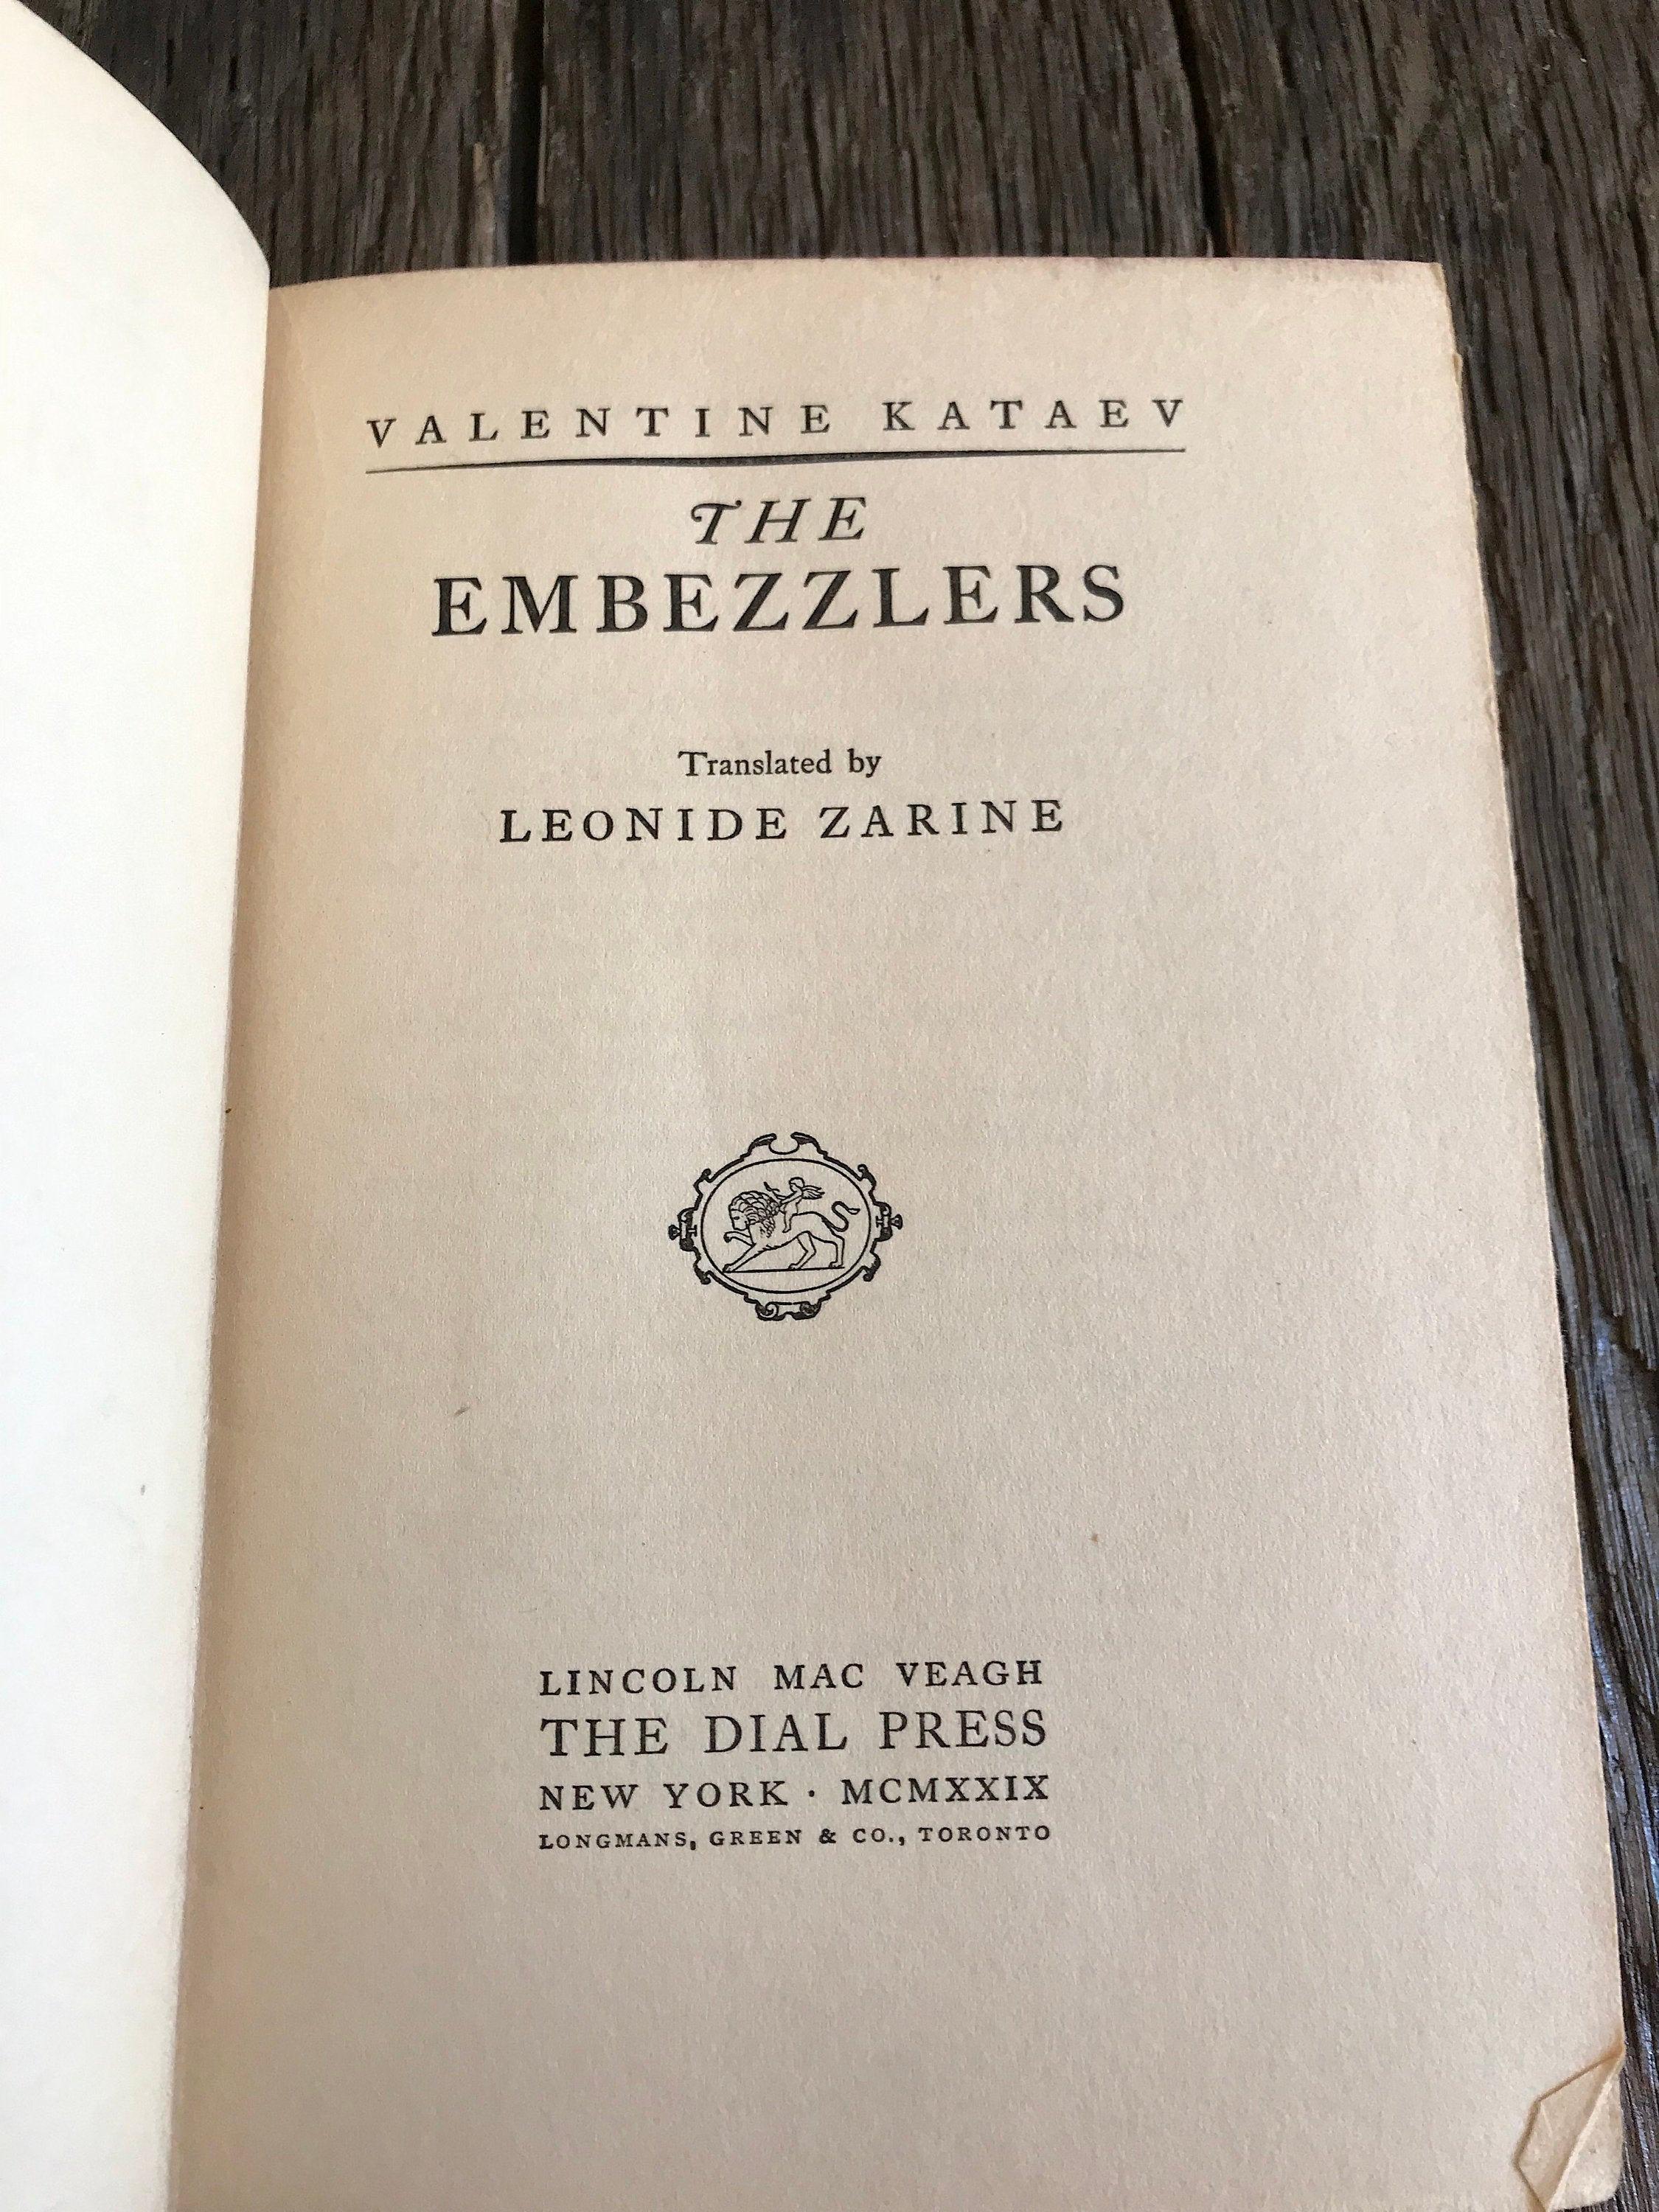 VALENTINE KATAEV
THE
EMBEZZLERS
Translated by
LEONIDE ZARINE
LINCOLN MAC VEAGH
THE DIAL PRESS
NEW YORK · MCMXXIX
LONGMANS, GREEN & CO., TORONTO